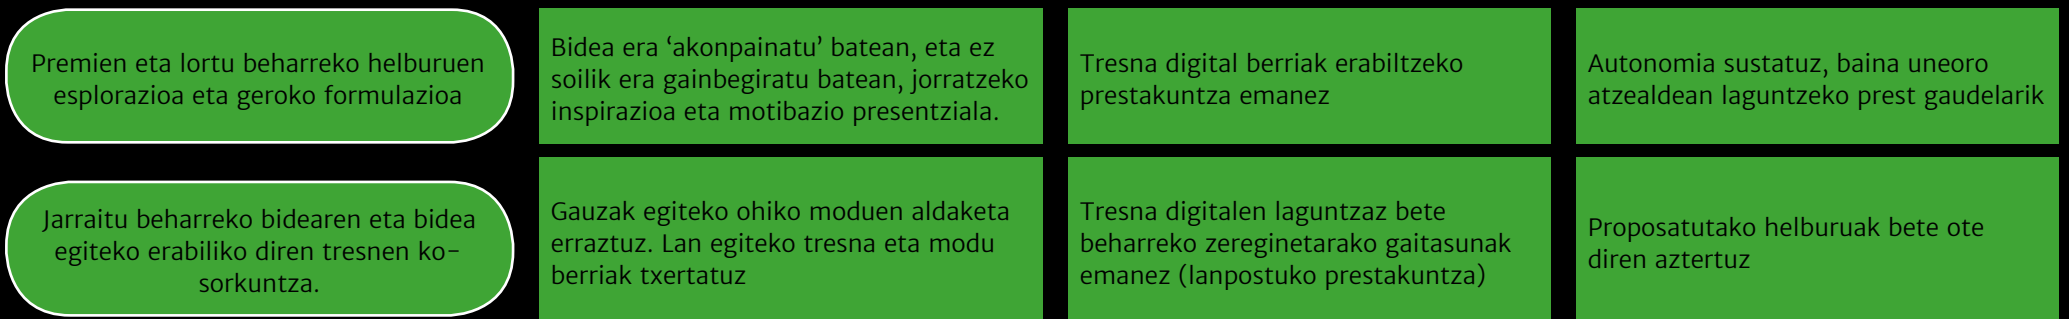 Premien eta lortu beharreko helburuen
esplorazioa eta geroko formulazioa
Bidea era ‘akonpainatu’ batean, eta ez
soilik era gainbegiratu batean, jorratzeko
inspirazioa eta motibazio presentziala.
Tresna digital berriak erabiltzeko
prestakuntza emanez
Autonomia sustatuz, baina uneoro
atzealdean laguntzeko prest gaudelarik
Jarraitu beharreko bidearen eta bidea
egiteko erabiliko diren tresnen ko-
sorkuntza.
Gauzak egiteko ohiko moduen aldaketa
erraztuz. Lan egiteko tresna eta modu
berriak txertatuz
Tresna digitalen laguntzaz bete
beharreko zereginetarako gaitasunak
emanez (lanpostuko prestakuntza)
Proposatutako helburuak bete ote
diren aztertuz